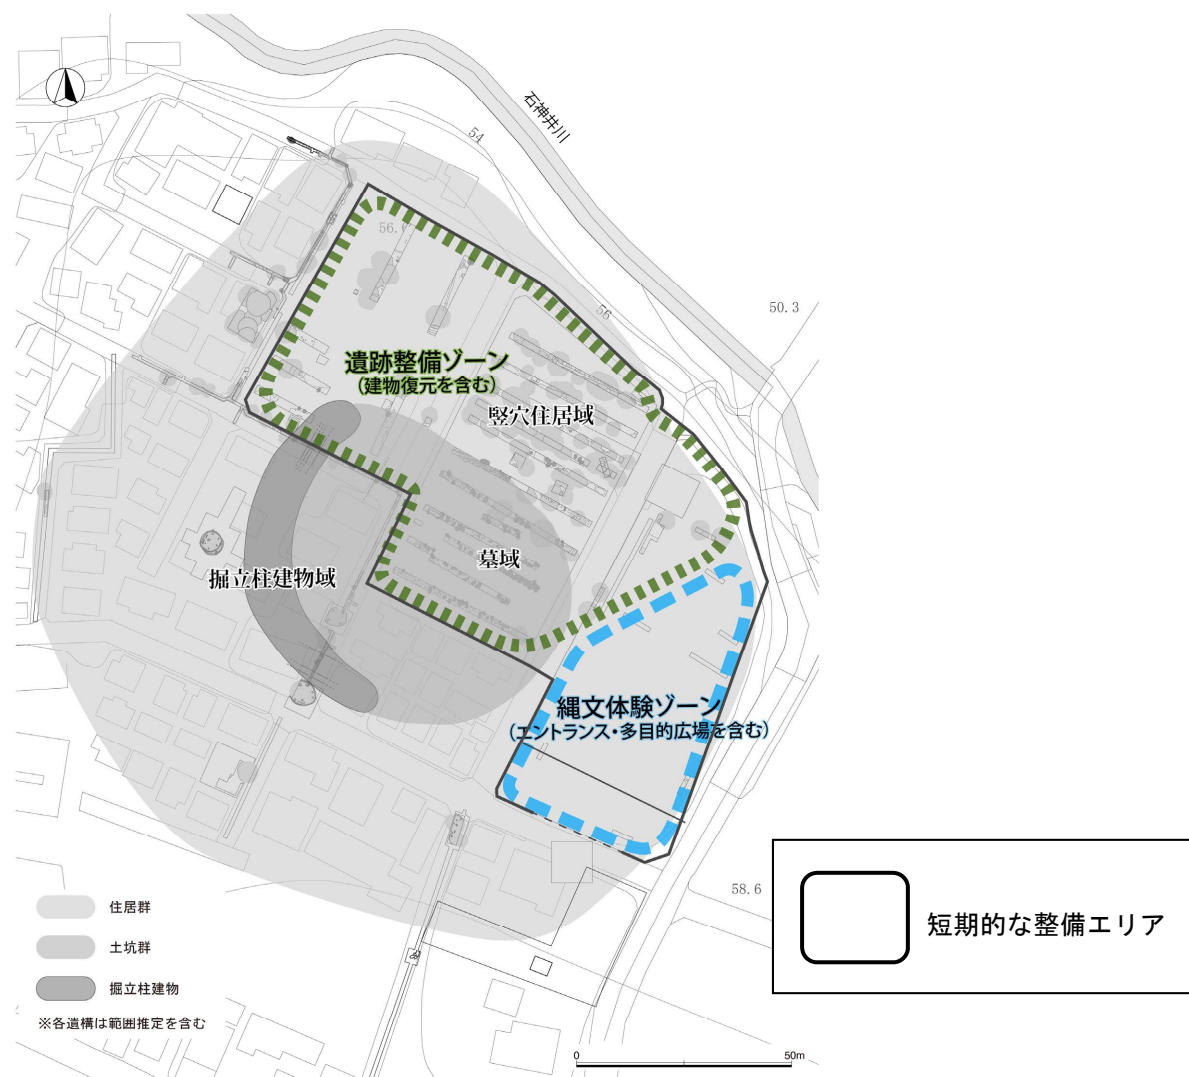 石神井川
54
56.
50.3
56
遺跡整備ゾーン
(建物復元を含む)
竪穴住居域
墓域
掘立柱建物域
縄文体験ゾーン
(エントランス・多目的広場を含む)
58.6
短期的な整備エリア
住居群
土坑群
掘立柱建物
※各遺構は範囲推定を含む
0
50m